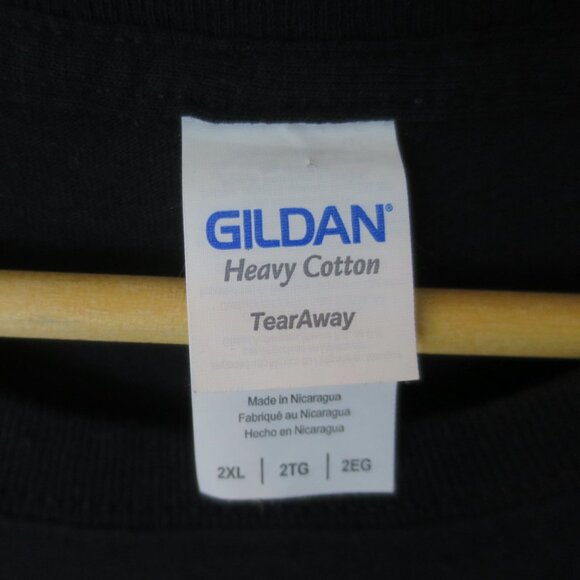 GILDAN®
Heavy Cotton
TearAway
Made in Nicaragua
Fabriqué au Nicaragua
Hecho en Nicaragua
2XL | 2TG | 2EG